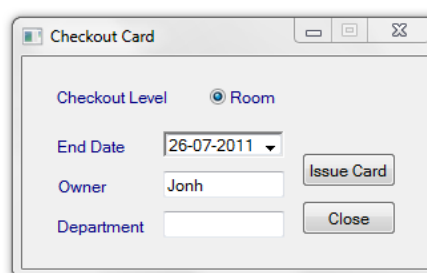 Checkout Card
Checkout Level Room
End Date 26-07-2011
Owner Jonh Issue Card
Department Close